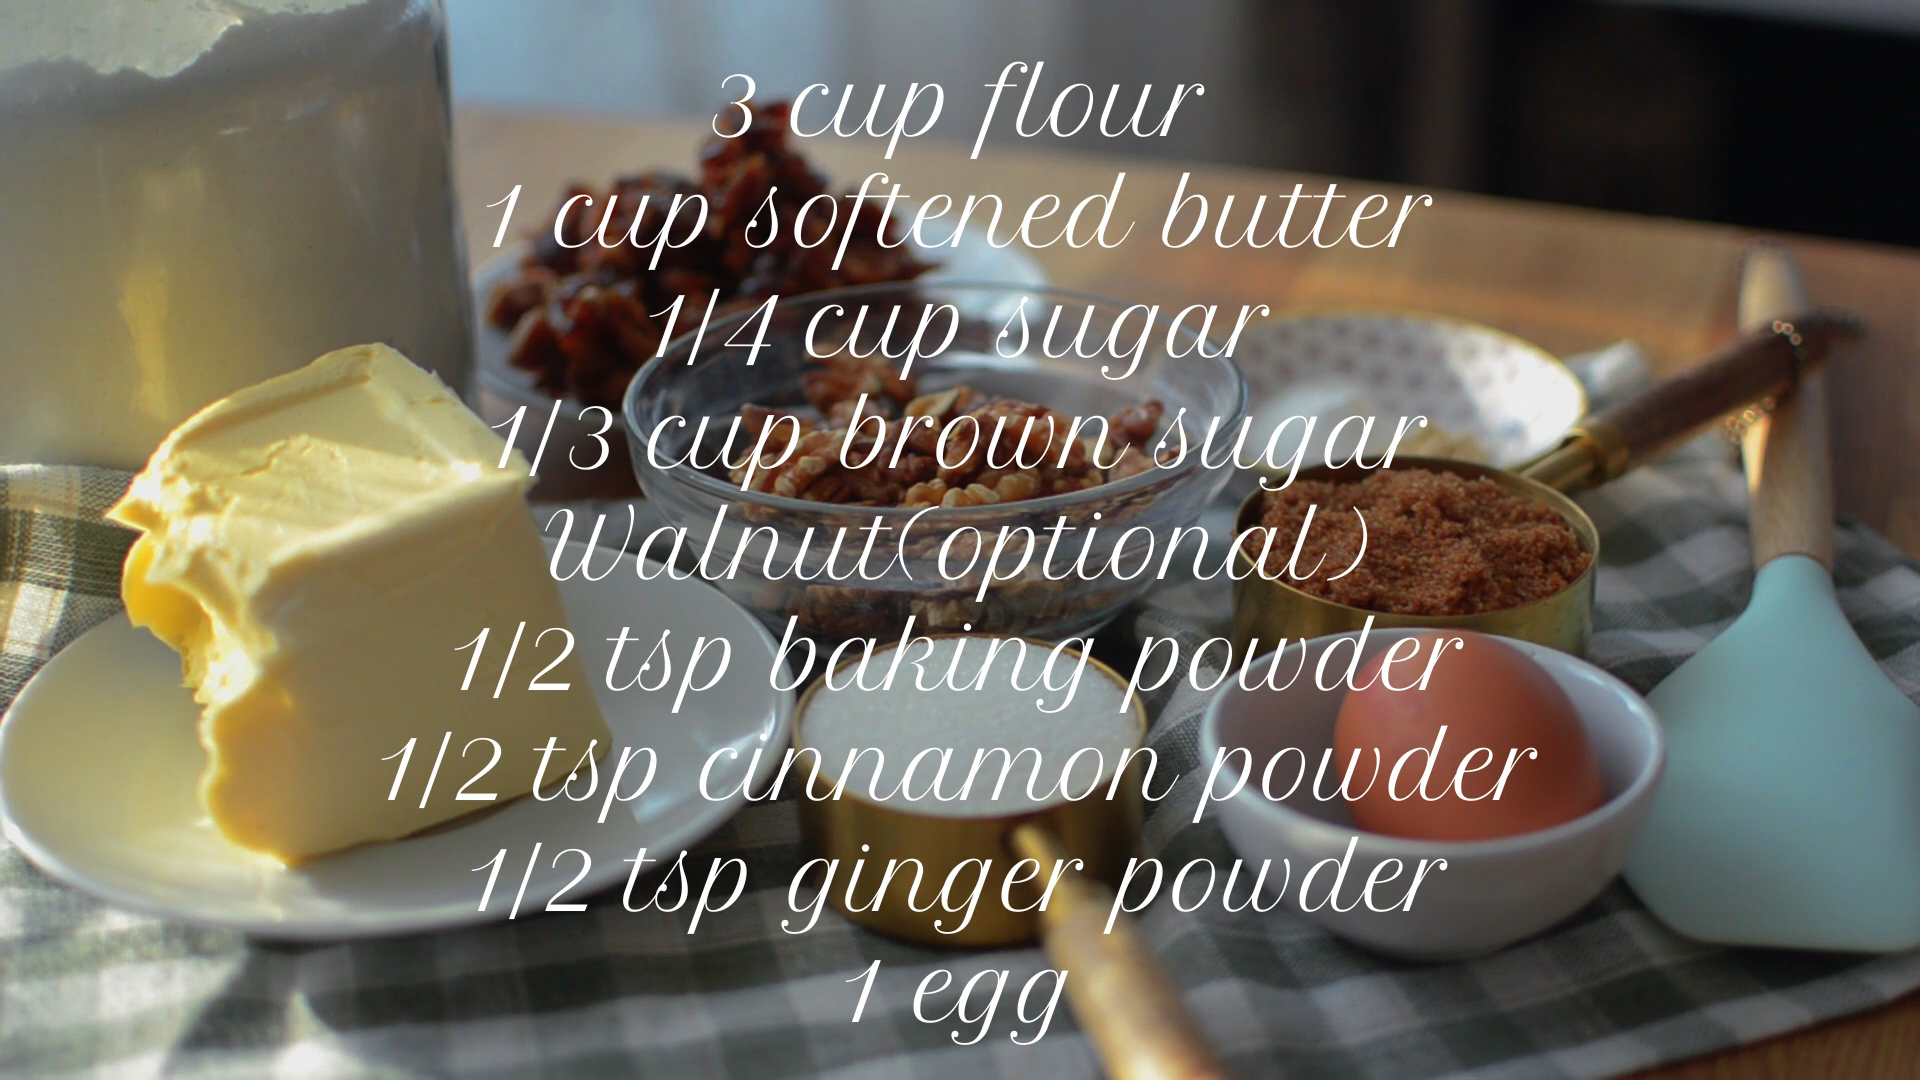 3 cup flour
1 cup softened butter
1/4 cup sugar
1/3 cup brown sugar
Walnut(optional)
1/2 tsp baking powder
1/2 tsp cinnamon powder
1/2 tsp ginger powder
1 egg